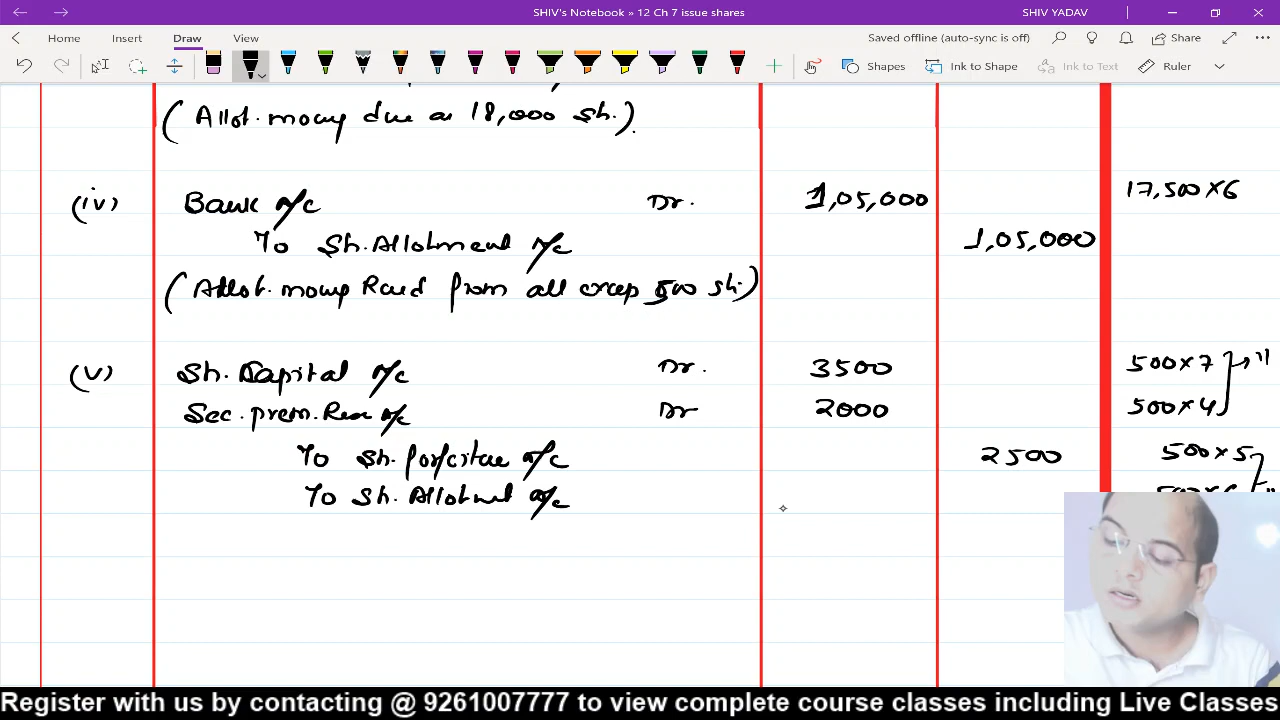 SHIV's Notebook » 12 Ch 7 issue shares
SHIV YADAV
Home Insert Draw View
Saved offline (auto-sync is off)
Share
Shapes
Ink to Shape
Ink to Text
Ruler
( Allot. money due on 18,000 Sh.).
(iv) Bank A/c Dr. 1,05,000 17,500 x 6
To Sh. Allotment A/c 1,05,000
( Allot. money Recd from all excep 500 sh.)
(v) Sh. Capital A/c Dr. 3500 500 x 7 11
Sec. prem. Res A/c Dr 2000 500 x 4
To Sh. forfeiture A/c 2500 500 x 5
To Sh. Allotment A/c
Register with us by contacting @ 9261007777 to view complete course classes including Live Classes